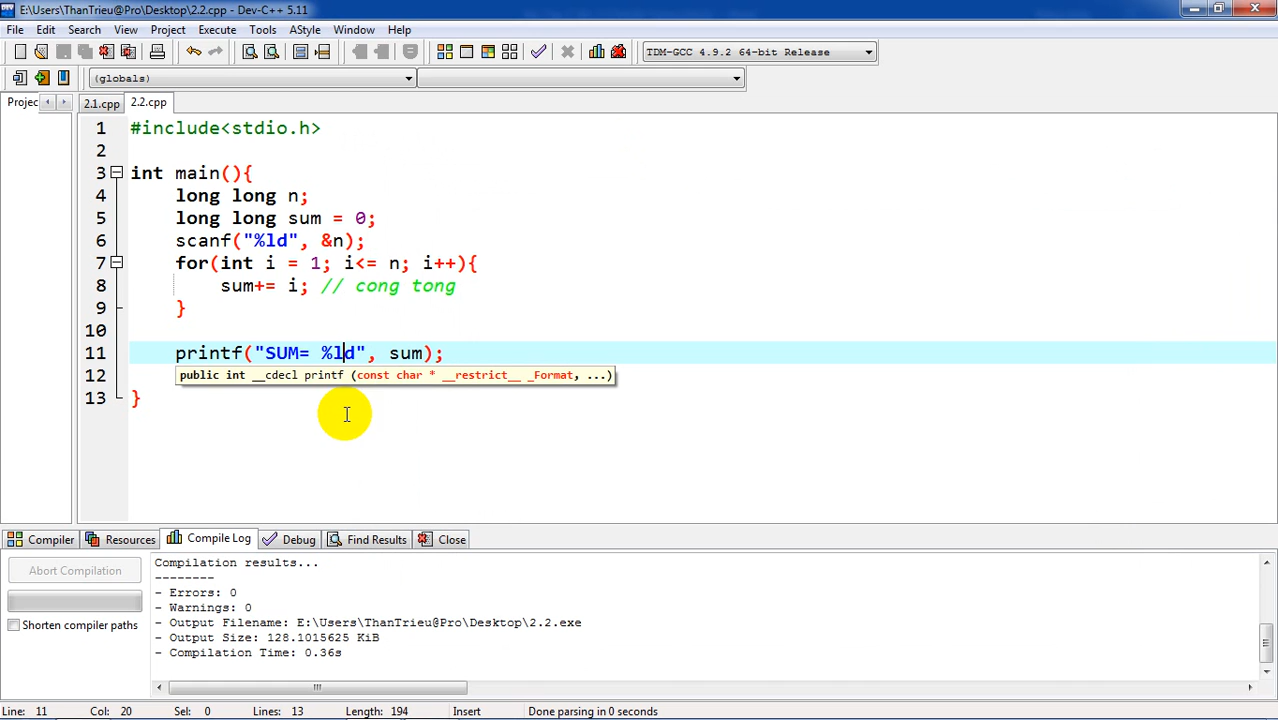 E:\Users\ThanTrieu@Pro\Desktop\2.2.cpp - Dev-C++ 5.11
File Edit Search View Project Execute Tools AStyle Window Help
TDM-GCC 4.9.2 64-bit Release
(globals)
Projec 2.1.cpp 2.2.cpp
1 #include<stdio.h>
2
3 int main(){
4 long long n;
5 long long sum = 0;
6 scanf("%ld", &n);
7 for(int i = 1; i<= n; i++){
8 sum+= i; // cong tong
9 }
10
11 printf("SUM= %ld", sum);
12 public int __cdecl printf (const char * __restrict__ _Format, ...)
13 }
Compiler Resources Compile Log Debug Find Results Close
Abort Compilation
Shorten compiler paths
Compilation results...
--------
- Errors: 0
- Warnings: 0
- Output Filename: E:\Users\ThanTrieu@Pro\Desktop\2.2.exe
- Output Size: 128.1015625 KiB
- Compilation Time: 0.36s
Line: 11 Col: 20 Sel: 0 Lines: 13 Length: 194 Insert Done parsing in 0 seconds